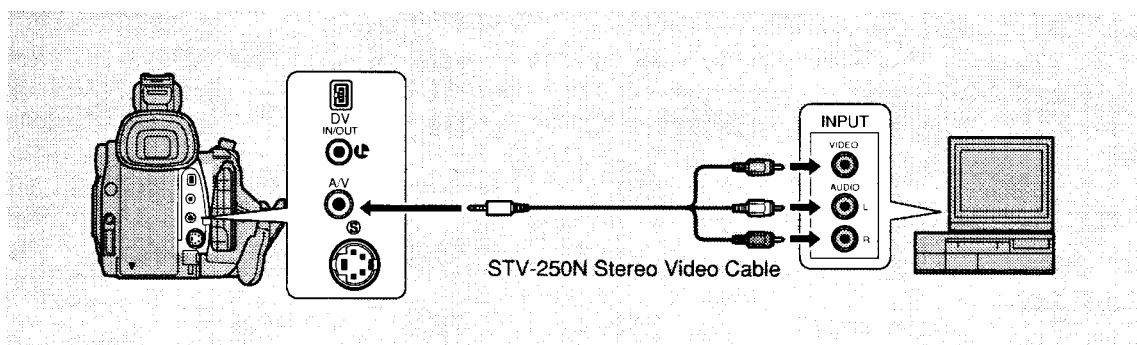 DV
IN/OUT
A/V
S
STV-250N Stereo Video Cable
INPUT
VIDEO
AUDIO
L
R